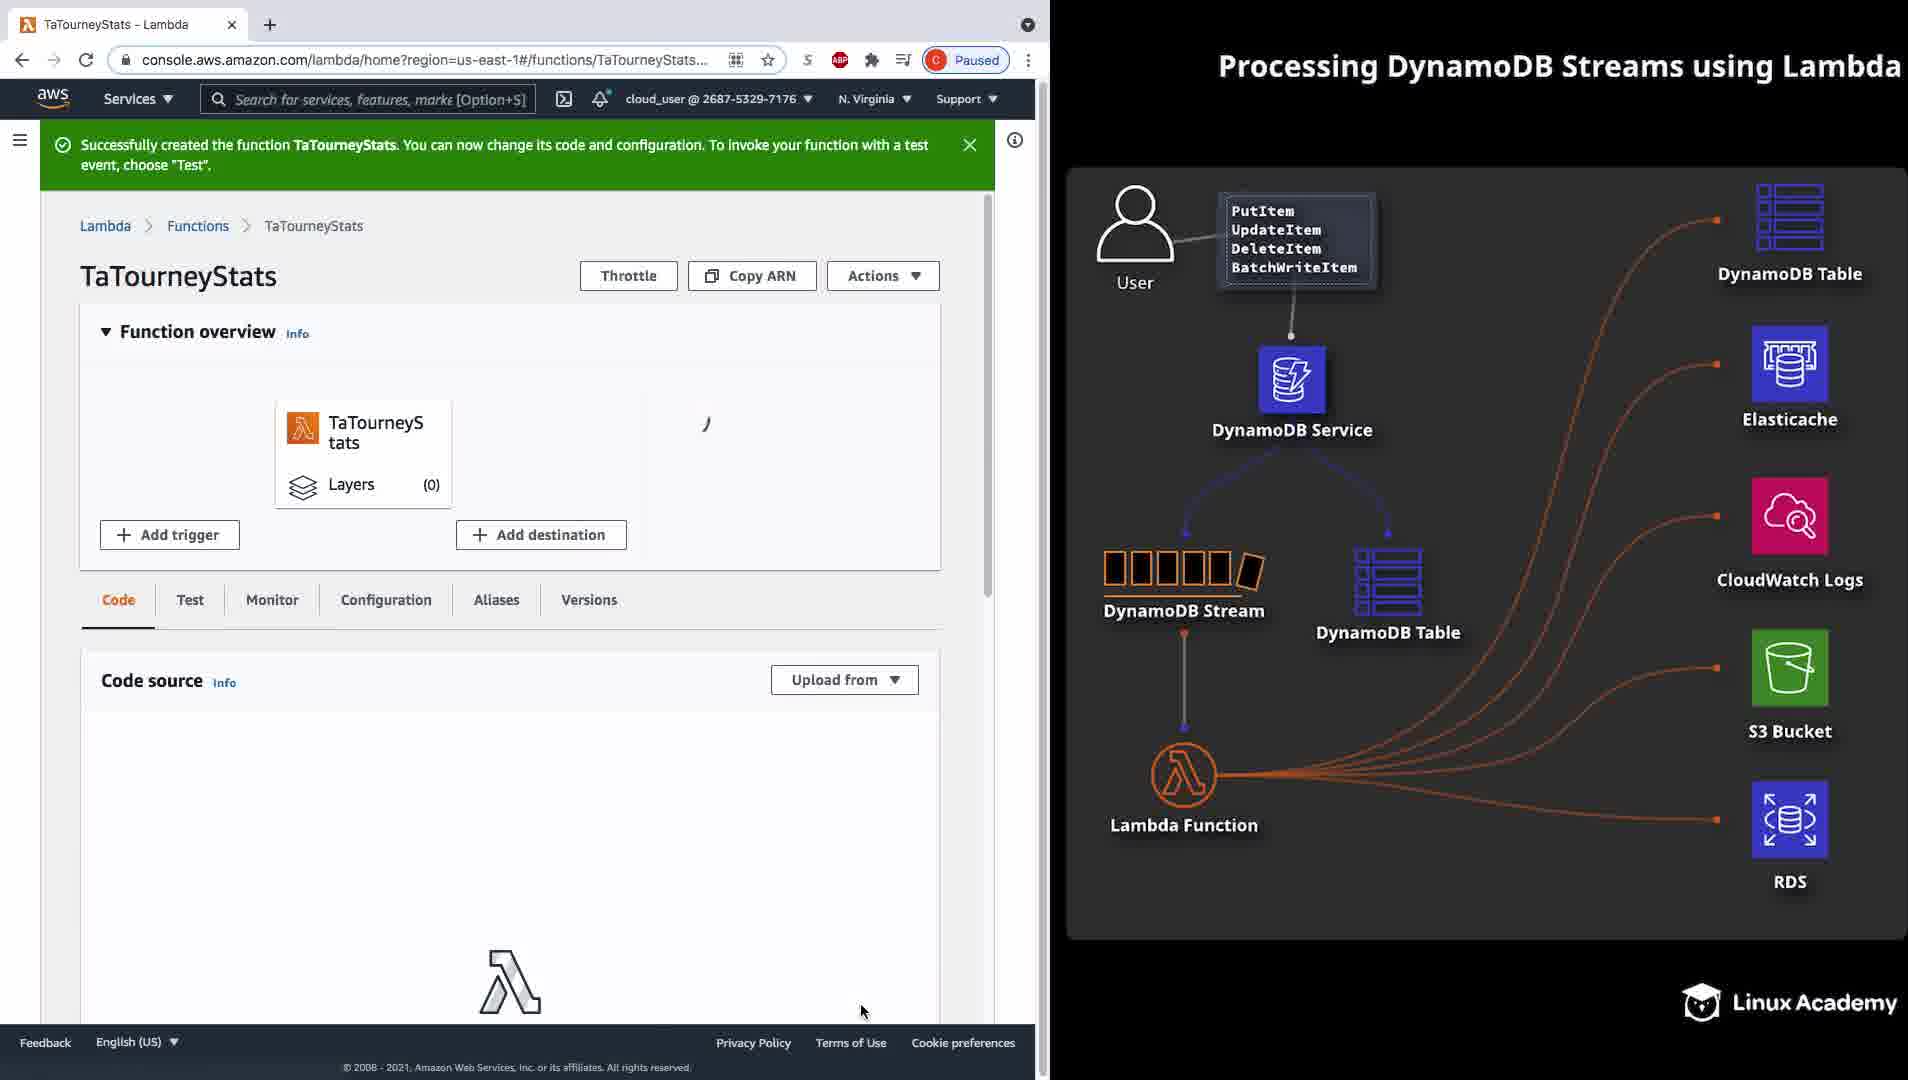 TaTourneyStats - Lambda
console.aws.amazon.com/lambda/home?region=us-east-1#/functions/TaTourneyStats...
S
ABP
C Paused
aws
Services
Search for services, features, marke [Option+S]
cloud_user @ 2687-5329-7176
N. Virginia
Support
Successfully created the function TaTourneyStats. You can now change its code and configuration. To invoke your function with a test
event, choose "Test".
Lambda
Functions
TaTourneyStats
TaTourneyStats
Throttle
Copy ARN
Actions
Function overview Info
TaTourneyS
tats
Layers (0)
+ Add trigger
+ Add destination
Code
Test
Monitor
Configuration
Aliases
Versions
Code source Info
Upload from
Feedback
English (US)
Privacy Policy
Terms of Use
Cookie preferences
© 2008 - 2021, Amazon Web Services, Inc. or its affiliates. All rights reserved.
Processing DynamoDB Streams using Lambda
PutItem
UpdateItem
DeleteItem
BatchWriteItem
User
DynamoDB Service
DynamoDB Stream
DynamoDB Table
Lambda Function
DynamoDB Table
Elasticache
CloudWatch Logs
S3 Bucket
RDS
Linux Academy